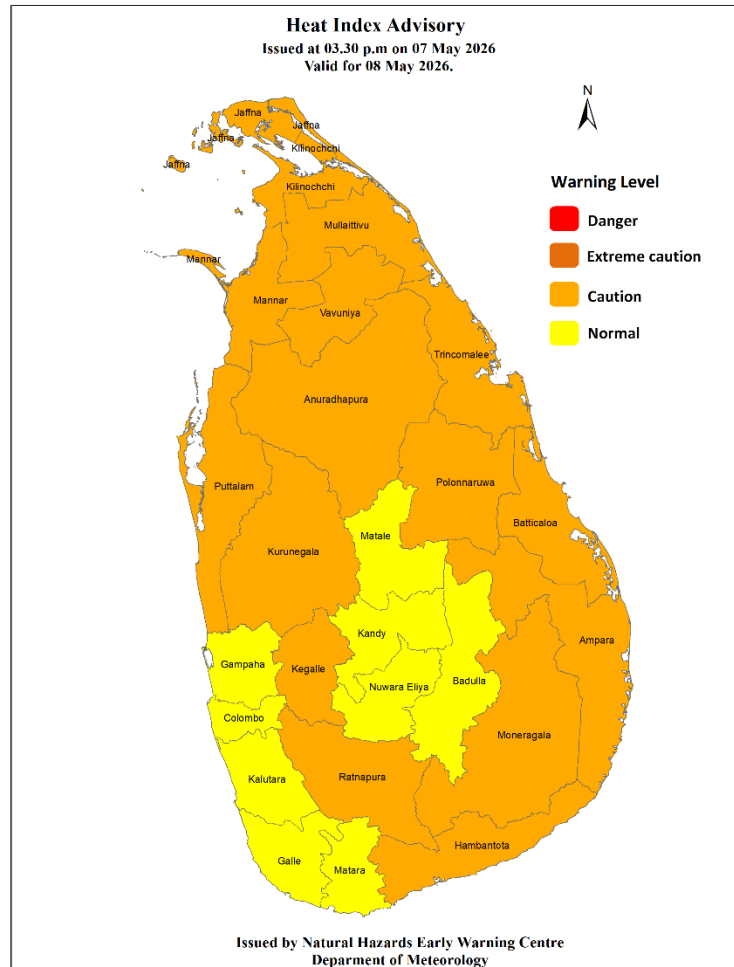 Heat Index Advisory
Issued at 03.30 p.m on 07 May 2026
Valid for 08 May 2026.
N
Jaffna
Jaffna
Jaffna
Kilinochchi
Jaffna
Kilinochchi
Warning Level
Danger
Extreme caution
Caution
Normal
Mullaittivu
Mannar
Mannar
Vavuniya
Trincomalee
Anuradhapura
Puttalam
Polonnaruwa
Batticaloa
Matale
Kurunegala
Kandy
Ampara
Gampaha
Kegalle
Nuwara Eliya
Badulla
Colombo
Moneragala
Kalutara
Ratnapura
Hambantota
Galle
Matara
Issued by Natural Hazards Early Warning Centre
Deparment of Meteorology